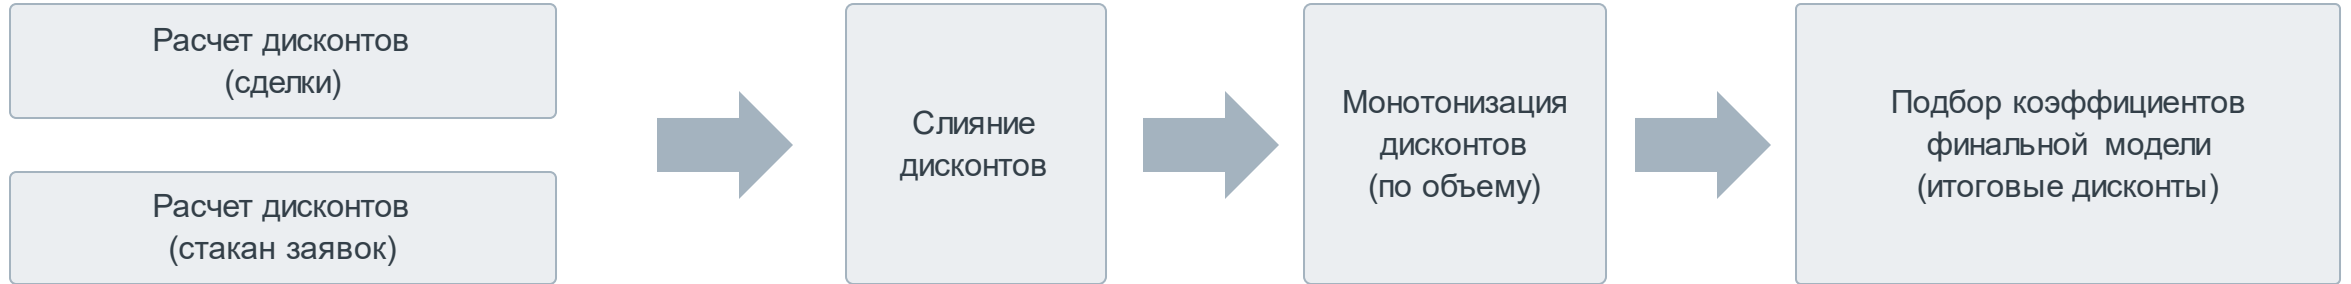 Расчет дисконтов
(сделки)
Расчет дисконтов
(стакан заявок)
Слияние
дисконтов
Монотонизация
дисконтов
(по объему)
Подбор коэффициентов
финальной модели
(итоговые дисконты)